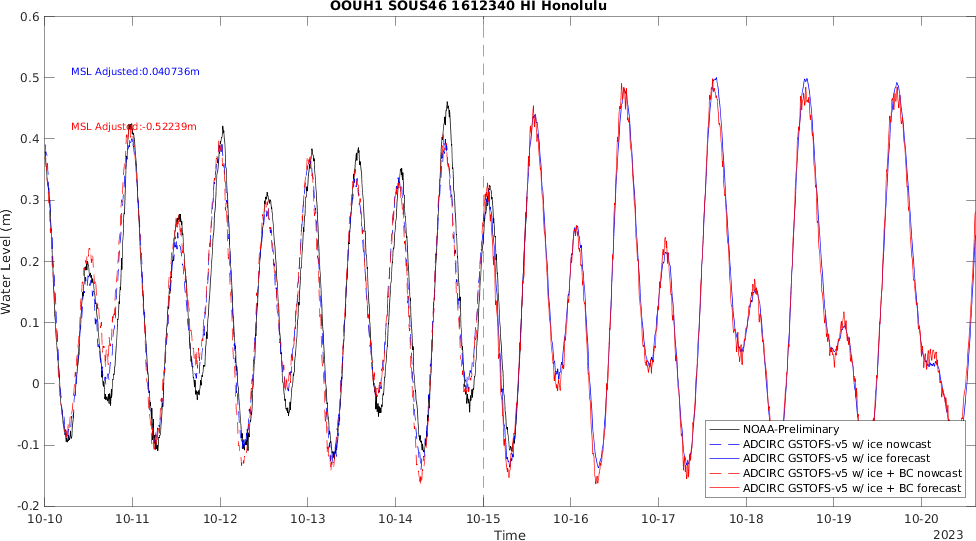 OOUH1 SOUS46 1612340 HI Honolulu
0.6
0.5
0.4
0.3
0.2
0.1
0
-0.1
-0.2
Water Level (m)
MSL Adjusted:0.040736m
MSL Adjusted:-0.52239m
NOAA-Preliminary
ADCIRC GSTOFS-v5 w/ ice nowcast
ADCIRC GSTOFS-v5 w/ ice forecast
ADCIRC GSTOFS-v5 w/ ice + BC nowcast
ADCIRC GSTOFS-v5 w/ ice + BC forecast
10-10 10-11 10-12 10-13 10-14 10-15 10-16 10-17 10-18 10-19 10-20
Time
2023